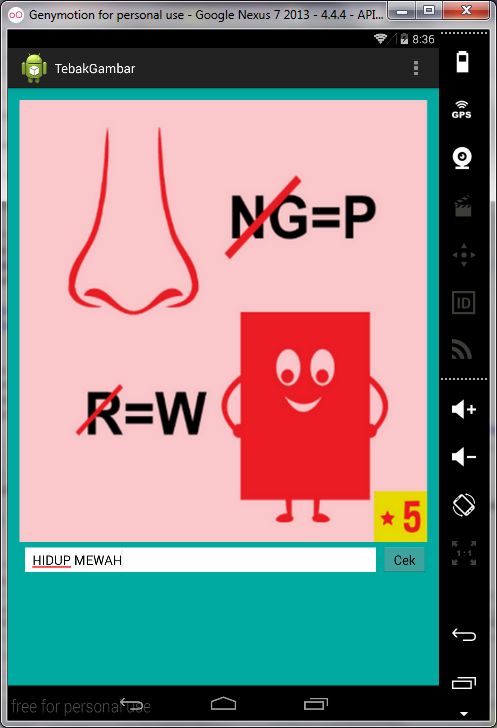 Genymotion for personal use - Google Nexus 7 2013 - 4.4.4 - API...
8:36
TebakGambar
GPS
NG=P
ID
R=W
5
HIDUP MEWAH
Cek
1:1
free for personal use